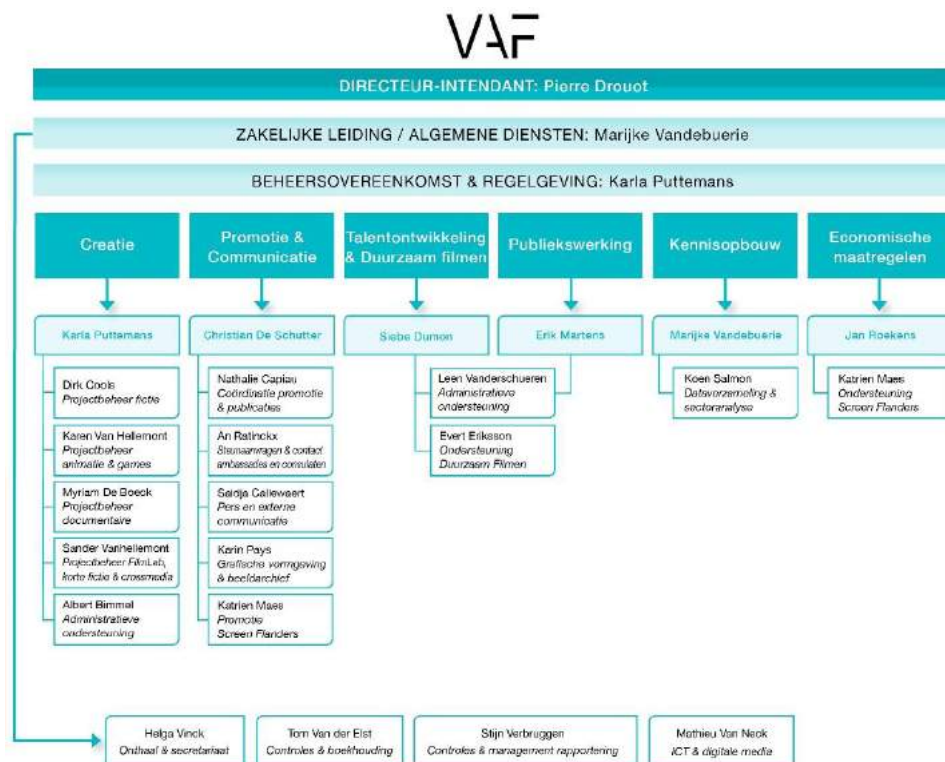 VAF
DIRECTEUR-INTENDANT: Pierre Drouot
ZAKELIJKE LEIDING / ALGEMENE DIENSTEN: Marijke Vandebuerie
BEHEERSOVEREENKOMST & REGELGEVING: Karla Puttemans
Creatie
Promotie &
Communicatie
Talentontwikkeling
& Duurzaam filmen
Publiekswerking
Kennisopbouw
Economische
maatregelen
Karla Puttemans
Christian De Schutter
Siebe Dumon
Erik Martens
Marijke Vandebuerie
Jan Roekens
Dirk Cools
Projectbeheer fictie
Karen Van Hellemont
Projectbeheer
animatie & games
Myriam De Boeck
Projectbeheer
documentaire
Sander Vanhellemont
Projectbeheer FilmLab,
korte fictie & crossmedia
Albert Bimmel
Administratieve
ondersteuning
Nathalie Capiau
Coördinatie promotie
& publicaties
An Ratinckx
Steunaanvragen & contact
ambassades en consulaten
Saidja Callewaert
Pers en externe
communicatie
Karin Pays
Grafische vormgeving
& beeldarchief
Katrien Maes
Promotie
Screen Flanders
Leen Vanderschueren
Administratieve
ondersteuning
Evert Eriksson
Ondersteuning
Duurzaam Filmen
Koen Salmon
Dataverzameling &
sectoranalyse
Katrien Maes
Ondersteuning
Screen Flanders
Helga Vinck
Onthaal & secretariaat
Tom Van der Elst
Controles & boekhouding
Stijn Verbruggen
Controles & management rapportering
Mathieu Van Neck
ICT & digitale media